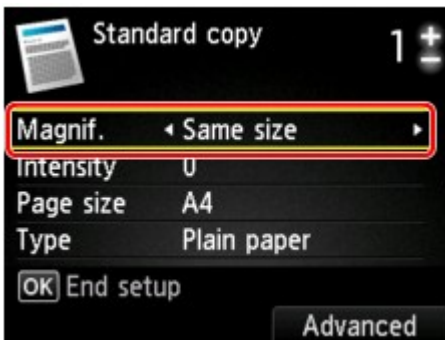 Standard copy 1
Magnif. Same size
Intensity 0
Page size A4
Type Plain paper
OK End setup
Advanced